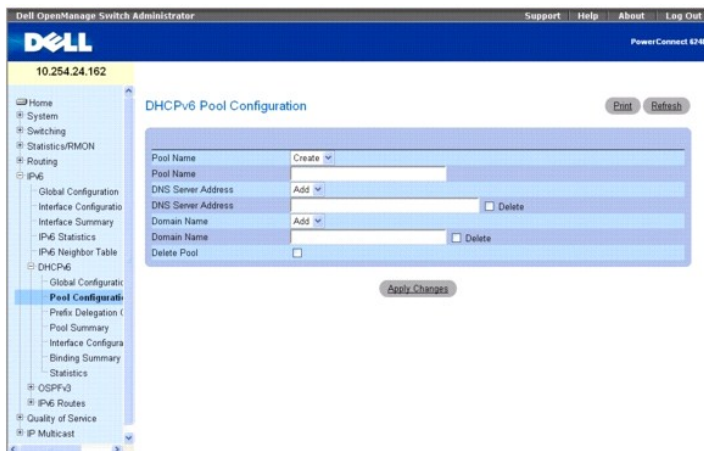 Dell OpenManage Switch Administrator Support Help About Log Out
DELL
PowerConnect 6248
10.254.24.162
Home
System
Switching
Statistics/RMON
Routing
IPv6
Global Configuration
Interface Configuratio
Interface Summary
IPv6 Statistics
IPv6 Neighbor Table
DHCPv6
Global Configuratic
Pool Configuratio
Prefix Delegation C
Pool Summary
Interface Configura
Binding Summary
Statistics
OSPFv3
IPv6 Routes
Quality of Service
IP Multicast
DHCPv6 Pool Configuration
Print Refresh
Pool Name Create
Pool Name
DNS Server Address Add
DNS Server Address Delete
Domain Name Add
Domain Name Delete
Delete Pool
Apply Changes